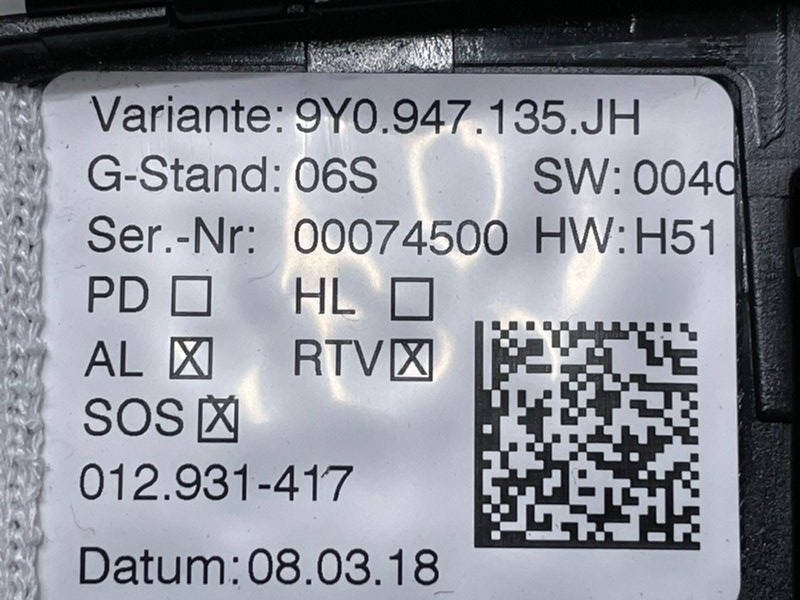 Variante: 9Y0.947.135.JH
G-Stand: 06S SW: 0040
Ser.-Nr: 00074500 HW: H51
PD ☐ HL ☐
AL ☒ RTV ☒
SOS ☒
012.931-417
Datum: 08.03.18